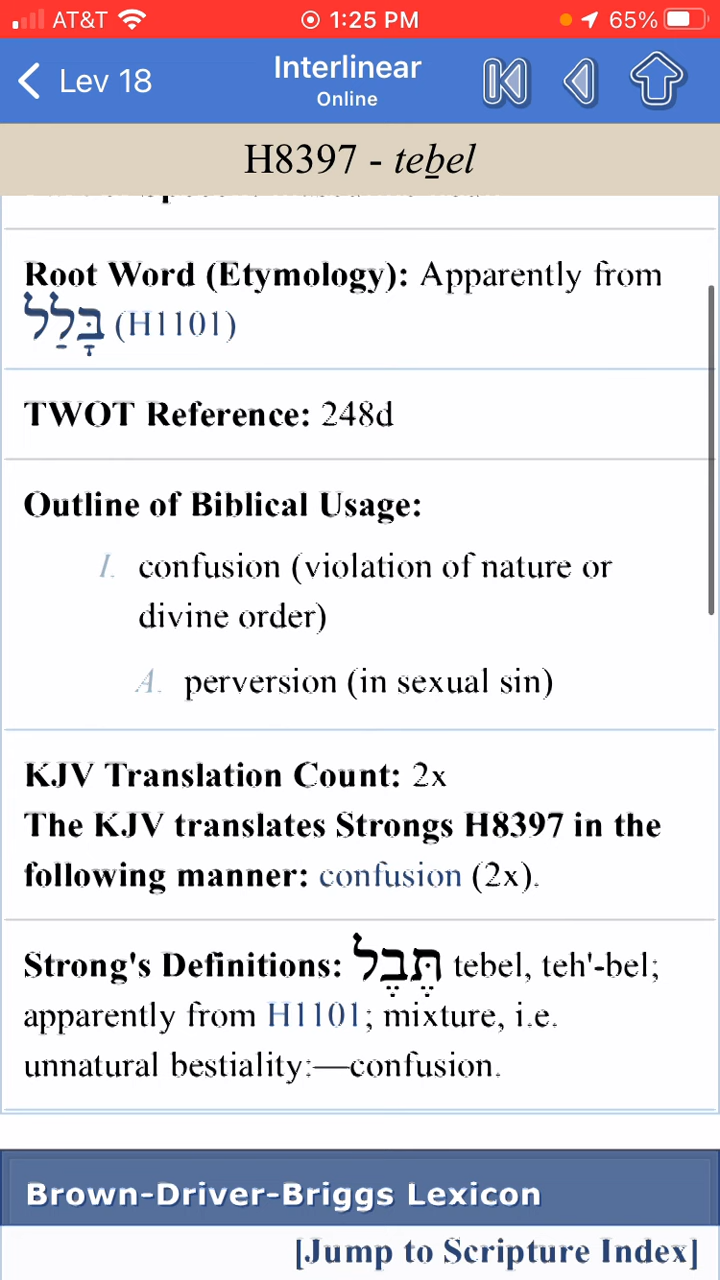 AT&T 1:25 PM 65%
Lev 18 Interlinear
Online
H8397 - teḇel
Root Word (Etymology): Apparently from
בָּלַל (H1101)
TWOT Reference: 248d
Outline of Biblical Usage:
I. confusion (violation of nature or
divine order)
A. perversion (in sexual sin)
KJV Translation Count: 2x
The KJV translates Strongs H8397 in the
following manner: confusion (2x).
Strong's Definitions: תֶּבֶל tebel, teh'-bel;
apparently from H1101; mixture, i.e.
unnatural bestiality:—confusion.
Brown-Driver-Briggs Lexicon
[Jump to Scripture Index]